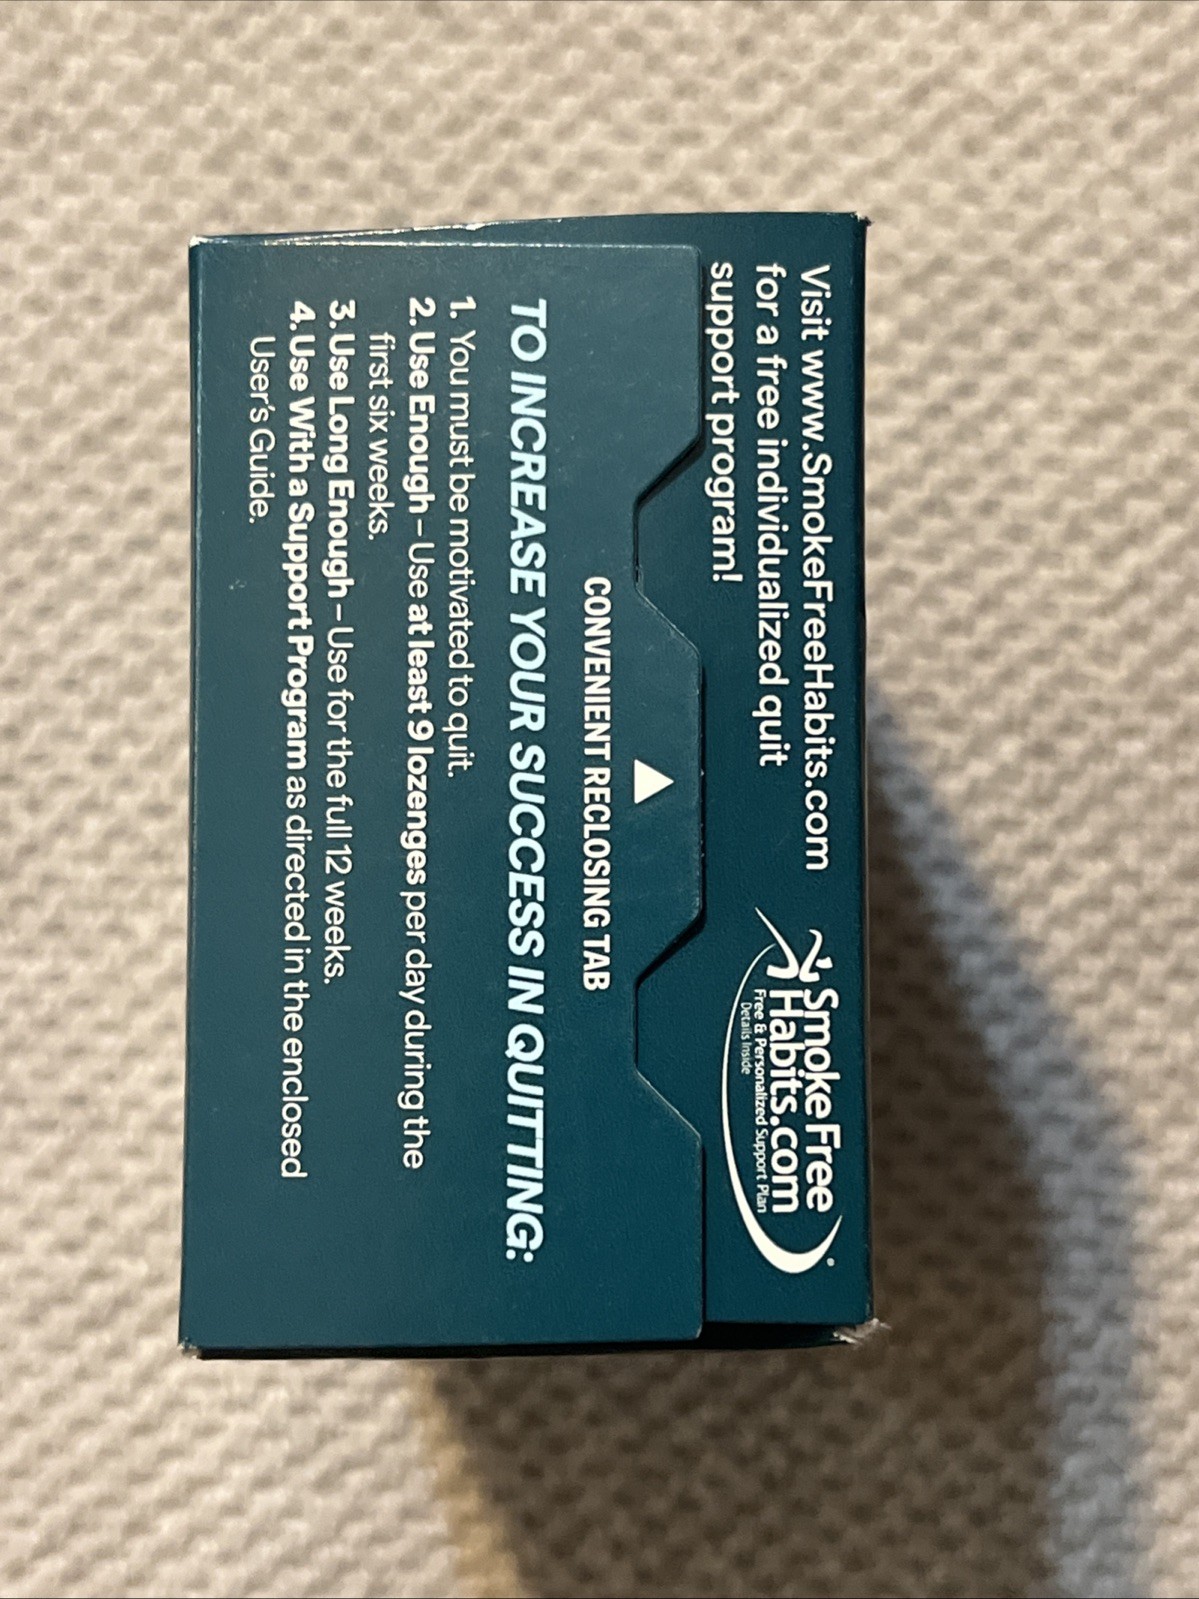 Visit www.SmokeFreeHabits.com
for a free individualized quit
support program!
SmokeFree
Habits.com
Free & Personalized Support Plan
Details Inside
CONVENIENT RECLOSING TAB
TO INCREASE YOUR SUCCESS IN QUITTING:
1. You must be motivated to quit.
2. Use Enough – Use at least 9 lozenges per day during the
first six weeks.
3. Use Long Enough – Use for the full 12 weeks.
4. Use With a Support Program as directed in the enclosed
User's Guide.